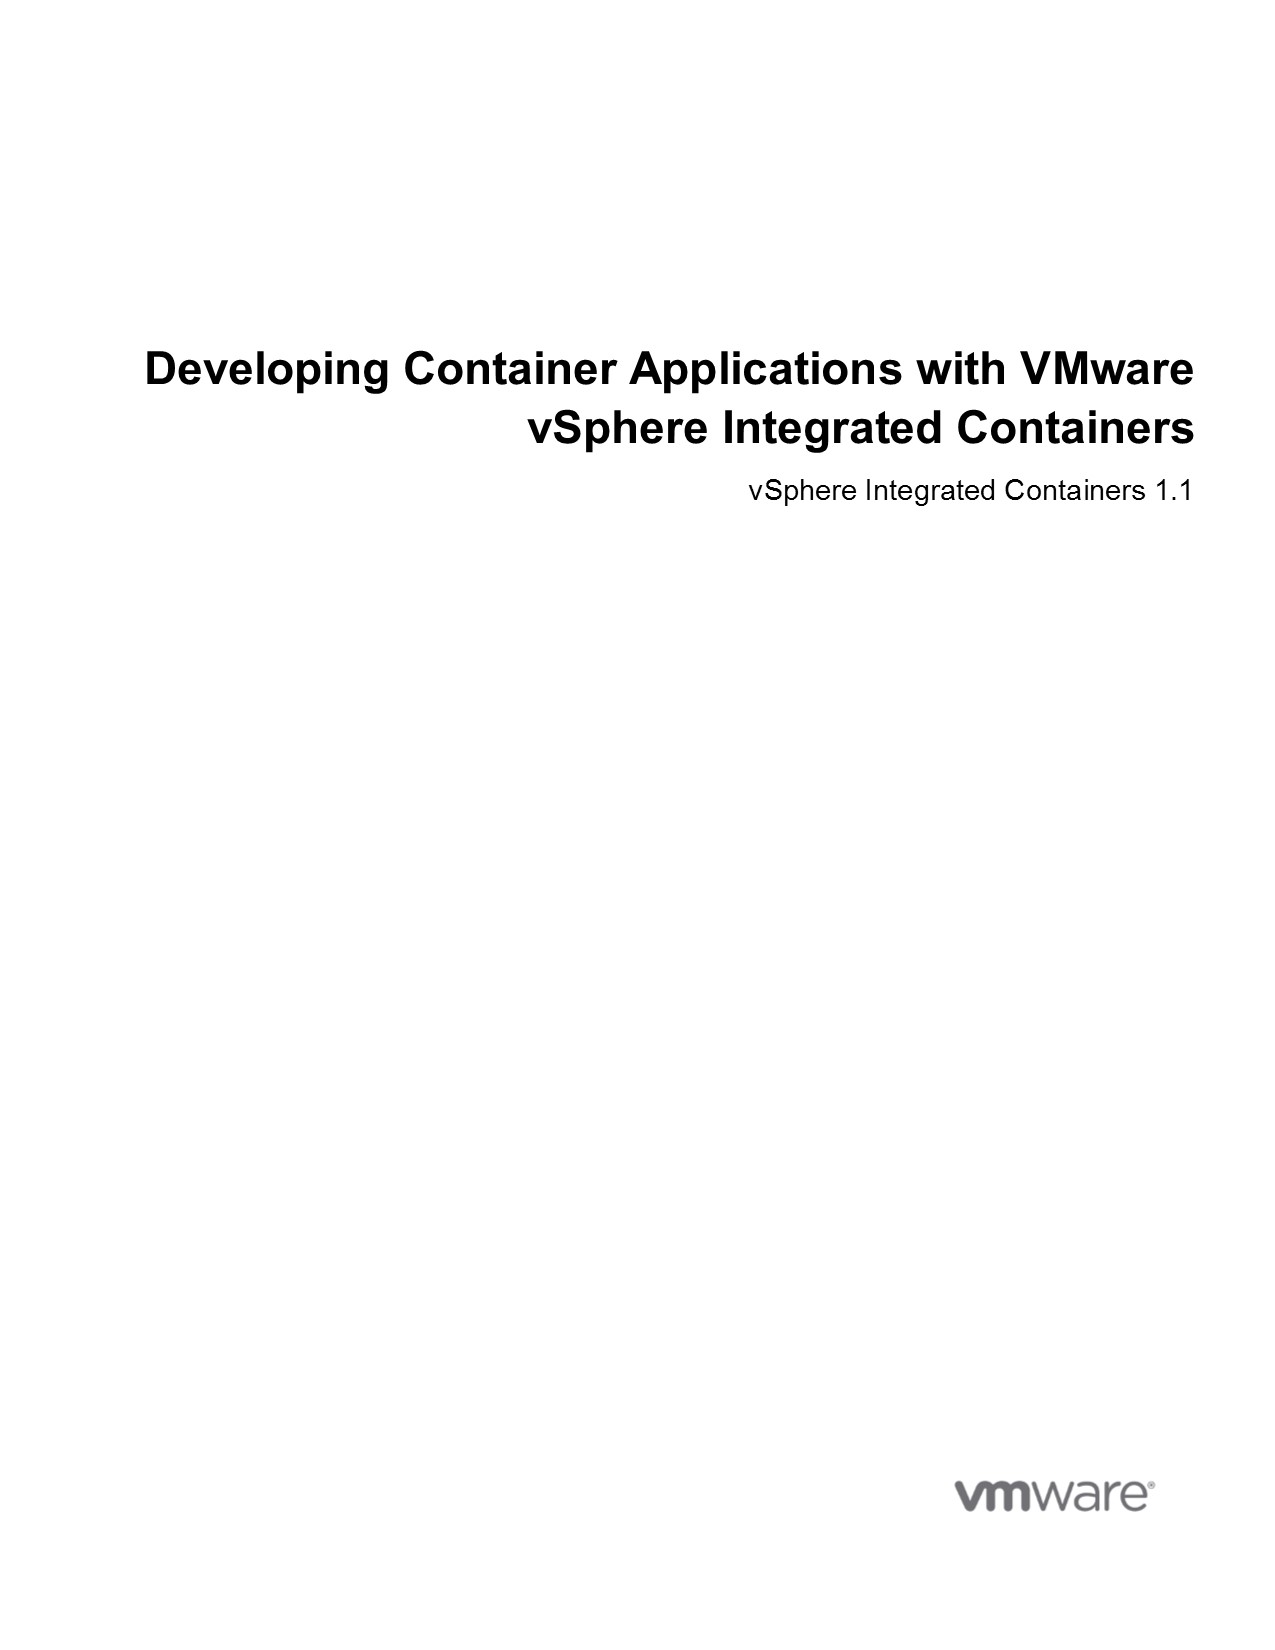 Developing Container Applications with VMware
vSphere Integrated Containers
vSphere Integrated Containers 1.1
vmware®